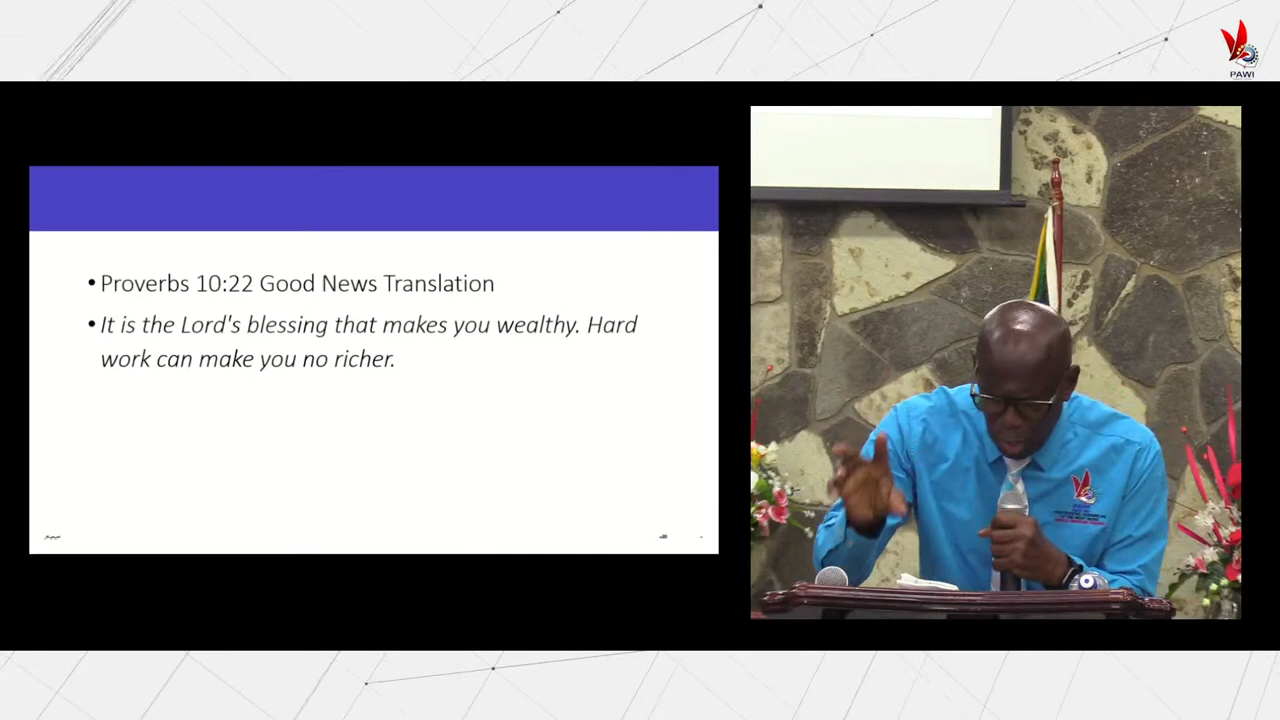 PAWI
• Proverbs 10:22 Good News Translation
• It is the Lord's blessing that makes you wealthy. Hard
work can make you no richer.